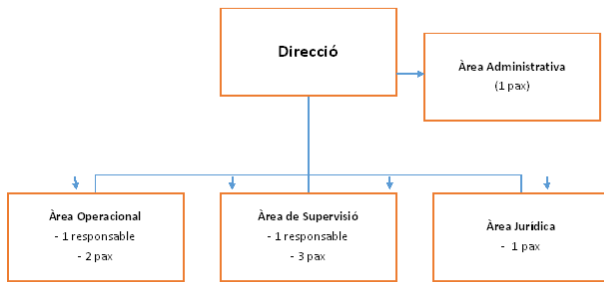 Direcció
Àrea Administrativa
(1 pax)
Àrea Operacional
- 1 responsable
- 2 pax
Àrea de Supervisió
- 1 responsable
- 3 pax
Àrea Jurídica
- 1 pax